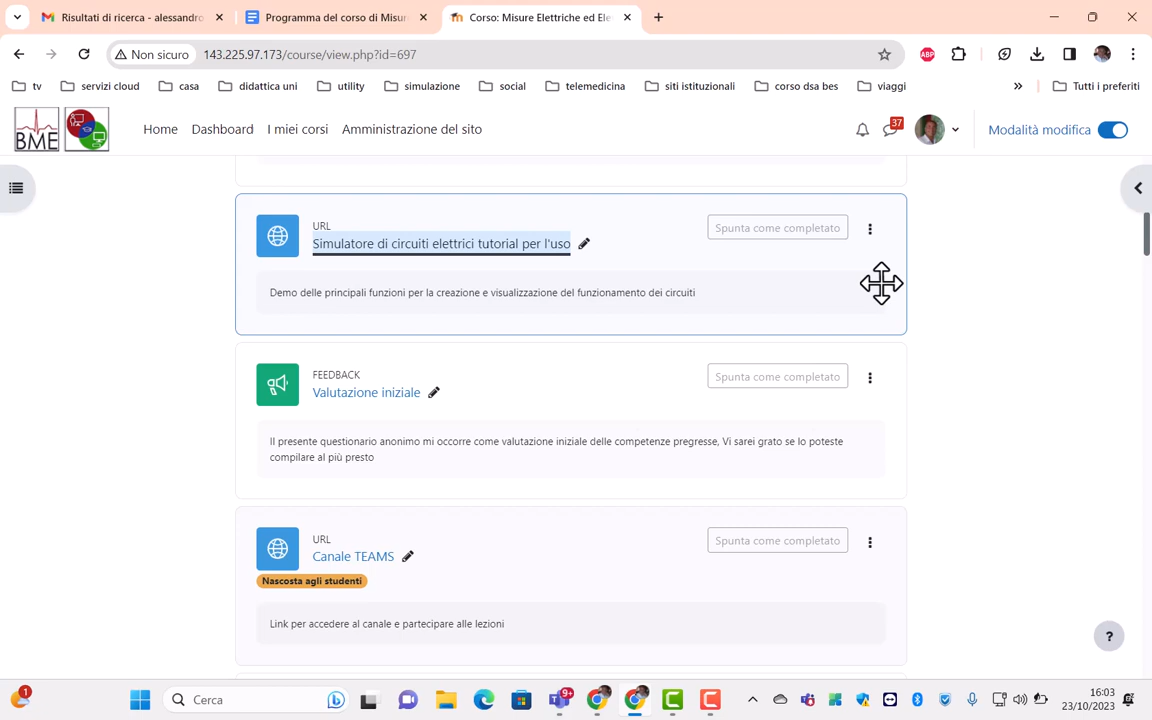 Risultati di ricerca - alessandro
Programma del corso di Misur
Corso: Misure Elettriche ed Ele
Non sicuro
143.225.97.173/course/view.php?id=697
ABP
tv
servizi cloud
casa
didattica uni
utility
simulazione
social
telemedicina
siti istituzionali
corso dsa bes
viaggi
»
Tutti i preferiti
BME
Home
Dashboard
I miei corsi
Amministrazione del sito
37
Modalità modifica
URL
Simulatore di circuiti elettrici tutorial per l'uso
Spunta come completato
Demo delle principali funzioni per la creazione e visualizzazione del funzionamento dei circuiti
FEEDBACK
Valutazione iniziale
Spunta come completato
Il presente questionario anonimo mi occorre come valutazione iniziale delle competenze pregresse, Vi sarei grato se lo poteste
compilare al più presto
URL
Canale TEAMS
Spunta come completato
Nascosta agli studenti
Link per accedere al canale e partecipare alle lezioni
?
1
Cerca
9+
16:03
23/10/2023